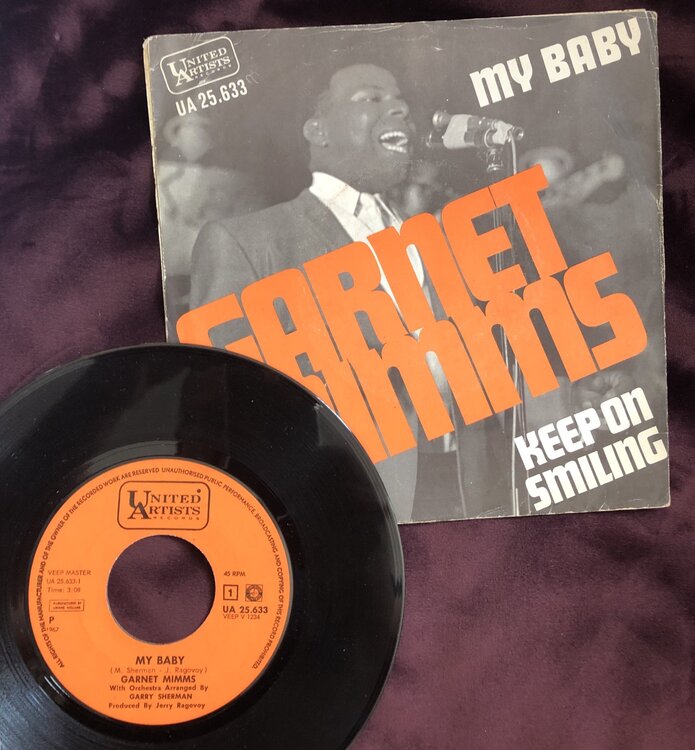 UNITED
ARTISTS
RECORDS
UA 25.633
MY BABY
GARNET
MIMMS
KEEP ON
SMILING
ALL RIGHTS OF THE MANUFACTURER AND OF THE OWNER OF THE RECORDED WORK ARE RESERVED UNAUTHORISED PUBLIC PERFORMANCE, BROADCASTING AND COPYING OF THIS RECORD PROHIBITED.
UNITED
ARTISTS
RECORDS
VEEP MASTER
UA 25.633-1
Time: 3:08
P
1967
45 RPM
1
UA 25.633
VEEP V 1234
MY BABY
(M. Sherman - J. Ragovoy)
GARNET MIMMS
With Orchestra Arranged By
GARRY SHERMAN
Produced By Jerry Ragovoy